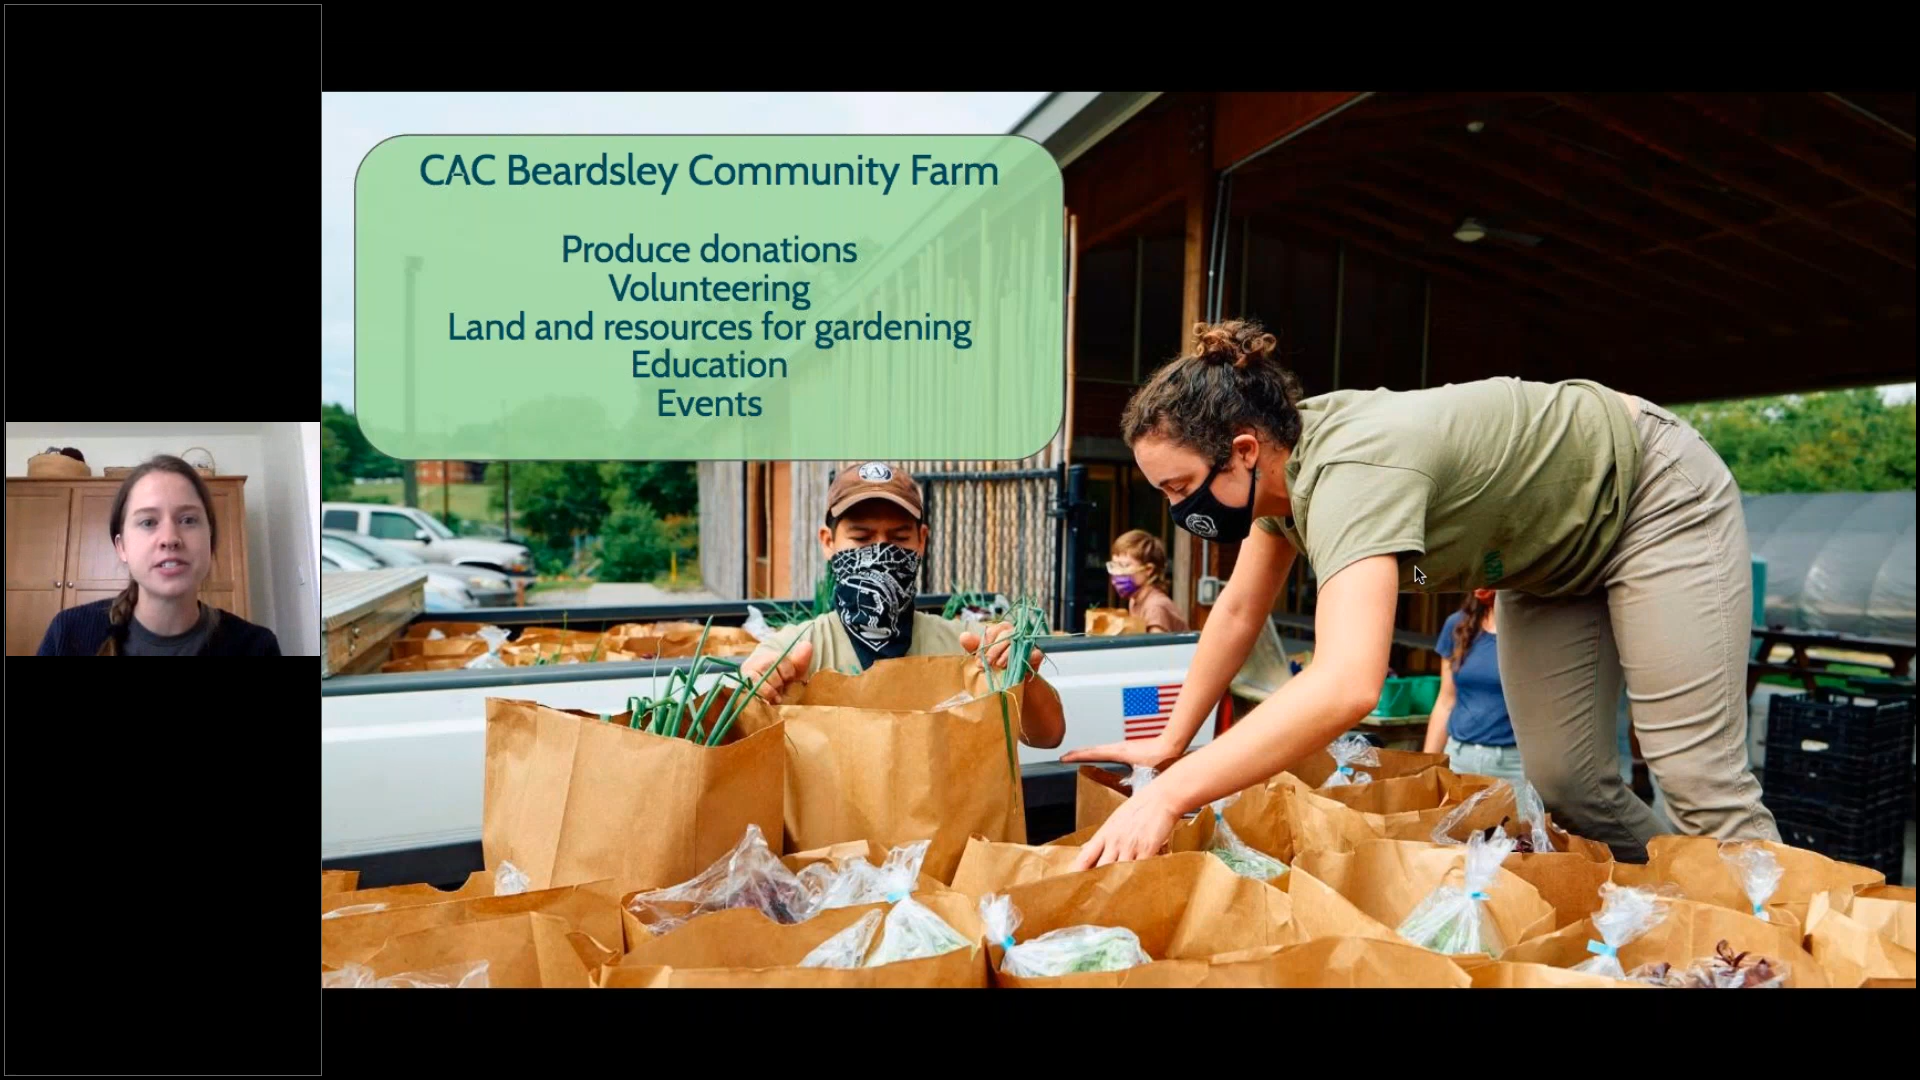 CAC Beardsley Community Farm
Produce donations
Volunteering
Land and resources for gardening
Education
Events